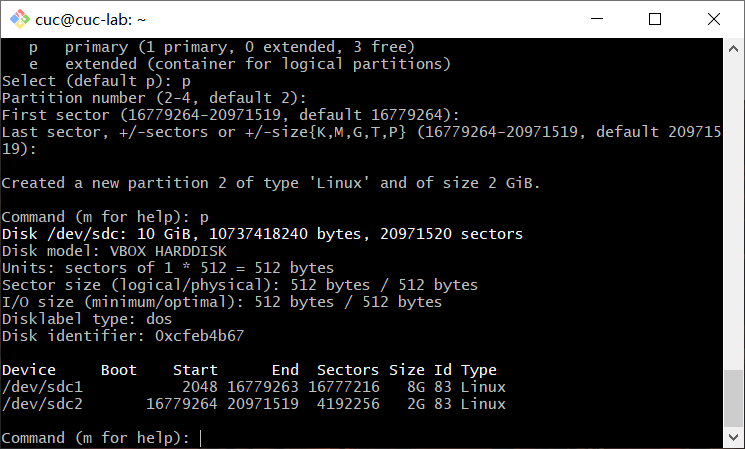 cuc@cuc-lab: ~
p primary (1 primary, 0 extended, 3 free)
e extended (container for logical partitions)
Select (default p): p
Partition number (2-4, default 2):
First sector (16779264-20971519, default 16779264):
Last sector, +/-sectors or +/-size{K,M,G,T,P} (16779264-20971519, default 209715
19):
Created a new partition 2 of type 'Linux' and of size 2 GiB.
Command (m for help): p
Disk /dev/sdc: 10 GiB, 10737418240 bytes, 20971520 sectors
Disk model: VBOX HARDDISK
Units: sectors of 1 * 512 = 512 bytes
Sector size (logical/physical): 512 bytes / 512 bytes
I/O size (minimum/optimal): 512 bytes / 512 bytes
Disklabel type: dos
Disk identifier: 0xcfeb4b67
Device Boot Start End Sectors Size Id Type
/dev/sdc1 2048 16779263 16777216 8G 83 Linux
/dev/sdc2 16779264 20971519 4192256 2G 83 Linux
Command (m for help):